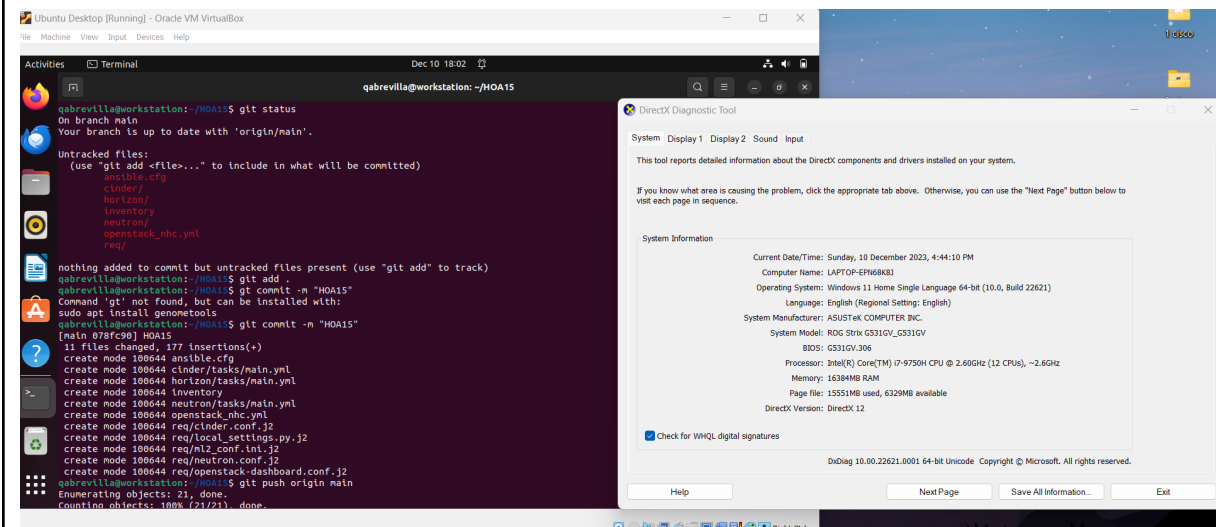 Ubuntu Desktop [Running] - Oracle VM VirtualBox
File Machine View Input Devices Help
Activities Terminal Dec 10 18:02
qabrevilla@workstation: ~/HOA15
qabrevilla@workstation:~/HOA15$ git status
On branch main
Your branch is up to date with 'origin/main'.
Untracked files:
(use "git add <file>..." to include in what will be committed)
ansible.cfg
cinder/
horizon/
inventory
neutron/
openstack_nhc.yml
req/
nothing added to commit but untracked files present (use "git add" to track)
qabrevilla@workstation:~/HOA15$ git add .
qabrevilla@workstation:~/HOA15$ gt commit -m "HOA15"
Command 'gt' not found, but can be installed with:
sudo apt install genometools
qabrevilla@workstation:~/HOA15$ git commit -m "HOA15"
[main 078fc90] HOA15
11 files changed, 177 insertions(+)
create mode 100644 ansible.cfg
create mode 100644 cinder/tasks/main.yml
create mode 100644 horizon/tasks/main.yml
create mode 100644 inventory
create mode 100644 neutron/tasks/main.yml
create mode 100644 openstack_nhc.yml
create mode 100644 req/cinder.conf.j2
create mode 100644 req/local_settings.py.j2
create mode 100644 req/ml2_conf.ini.j2
create mode 100644 req/neutron.conf.j2
create mode 100644 req/openstack-dashboard.conf.j2
qabrevilla@workstation:~/HOA15$ git push origin main
Enumerating objects: 21, done.
Counting objects: 100% (21/21), done.
1 cisco
DirectX Diagnostic Tool
System Display 1 Display 2 Sound Input
This tool reports detailed information about the DirectX components and drivers installed on your system.
If you know what area is causing the problem, click the appropriate tab above. Otherwise, you can use the "Next Page" button below to
visit each page in sequence.
System Information
Current Date/Time: Sunday, 10 December 2023, 4:44:10 PM
Computer Name: LAPTOP-EPN68K8J
Operating System: Windows 11 Home Single Language 64-bit (10.0, Build 22621)
Language: English (Regional Setting: English)
System Manufacturer: ASUSTeK COMPUTER INC.
System Model: ROG Strix G531GV_G531GV
BIOS: G531GV.306
Processor: Intel(R) Core(TM) i7-9750H CPU @ 2.60GHz (12 CPUs), ~2.6GHz
Memory: 16384MB RAM
Page file: 15551MB used, 6329MB available
DirectX Version: DirectX 12
Check for WHQL digital signatures
DxDiag 10.00.22621.0001 64-bit Unicode Copyright © Microsoft. All rights reserved.
Help Next Page Save All Information... Exit